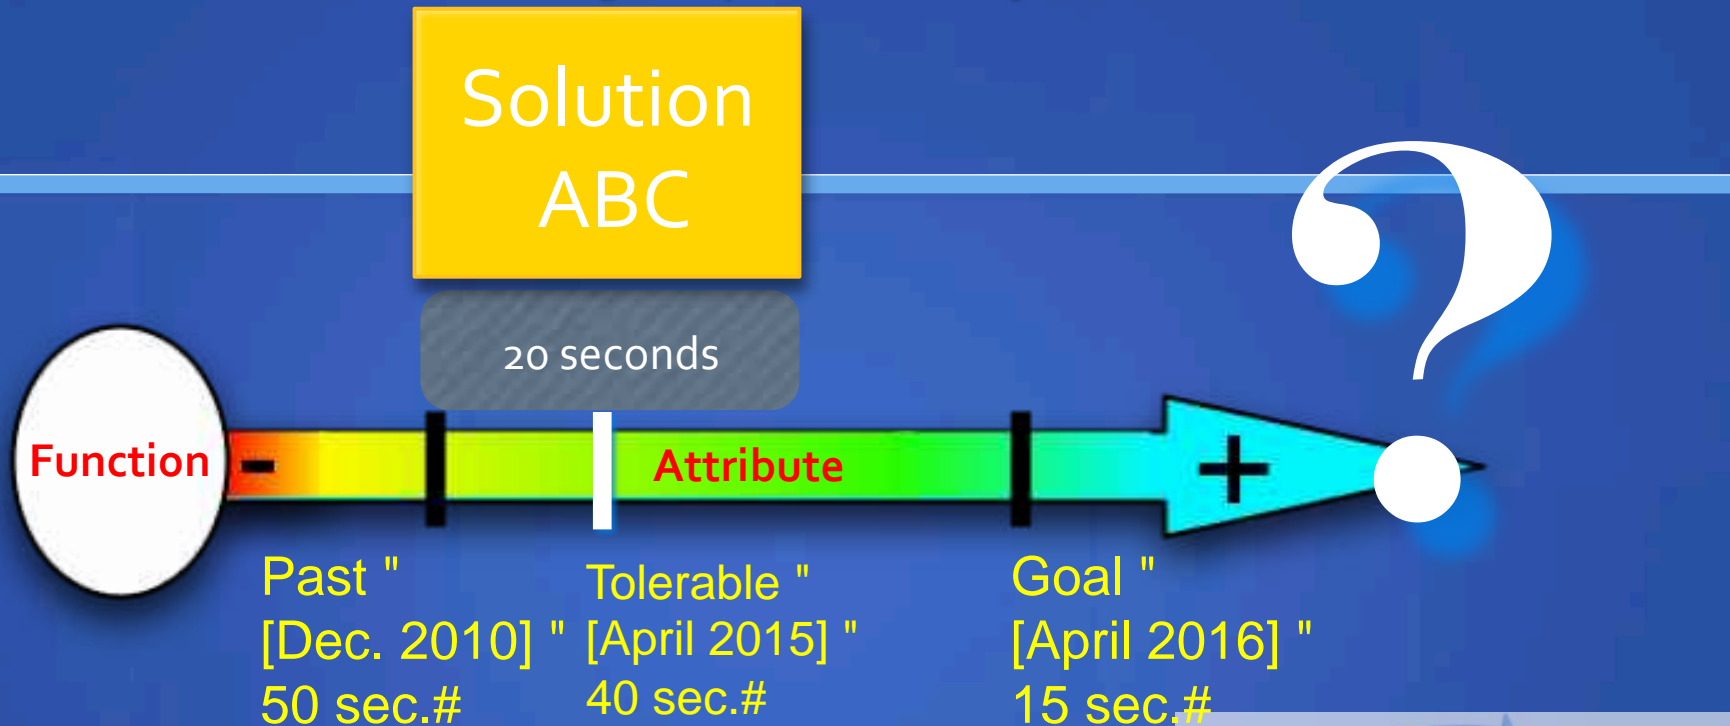 Solution
ABC
20 seconds
?
Function
-
Attribute
+
Past "
[Dec. 2010] "
50 sec.#
Tolerable "
[April 2015] "
40 sec.#
Goal "
[April 2016] "
15 sec.#